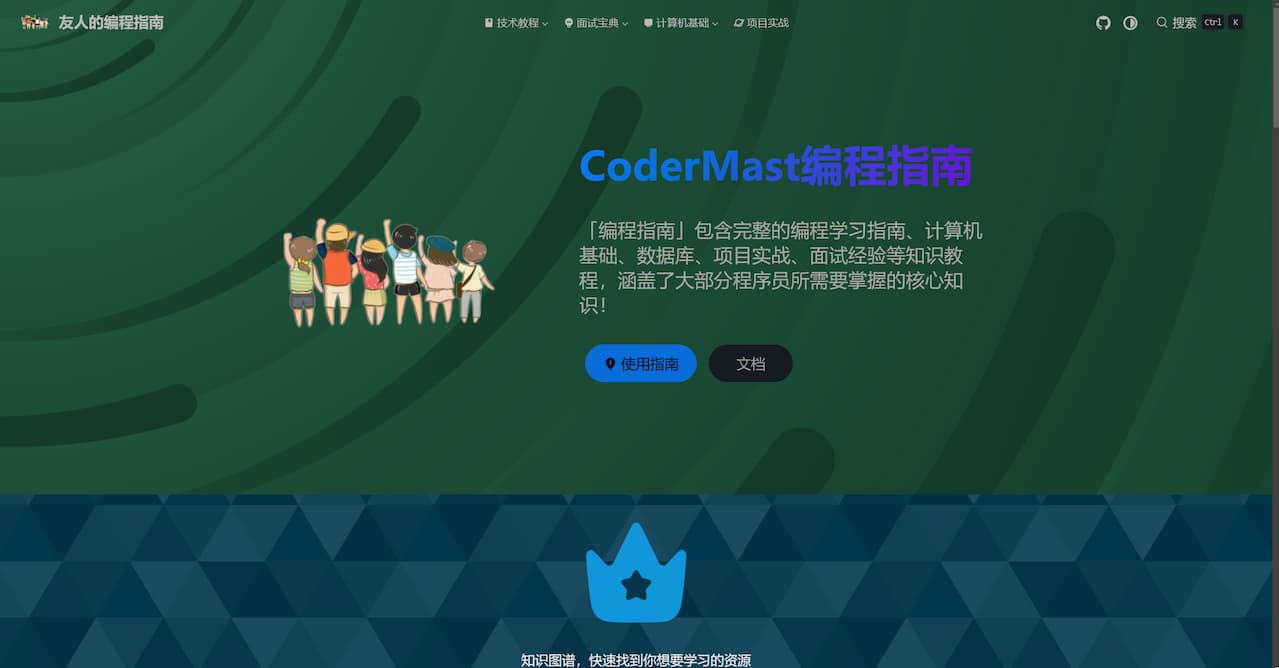 友人的编程指南
技术教程
面试宝典
计算机基础
项目实战
搜索 Ctrl K
CoderMast编程指南
「编程指南」包含完整的编程学习指南、计算机
基础、数据库、项目实战、面试经验等知识教
程，涵盖了大部分程序员所需要掌握的核心知
识！
使用指南
文档
知识图谱，快速找到你想要学习的资源